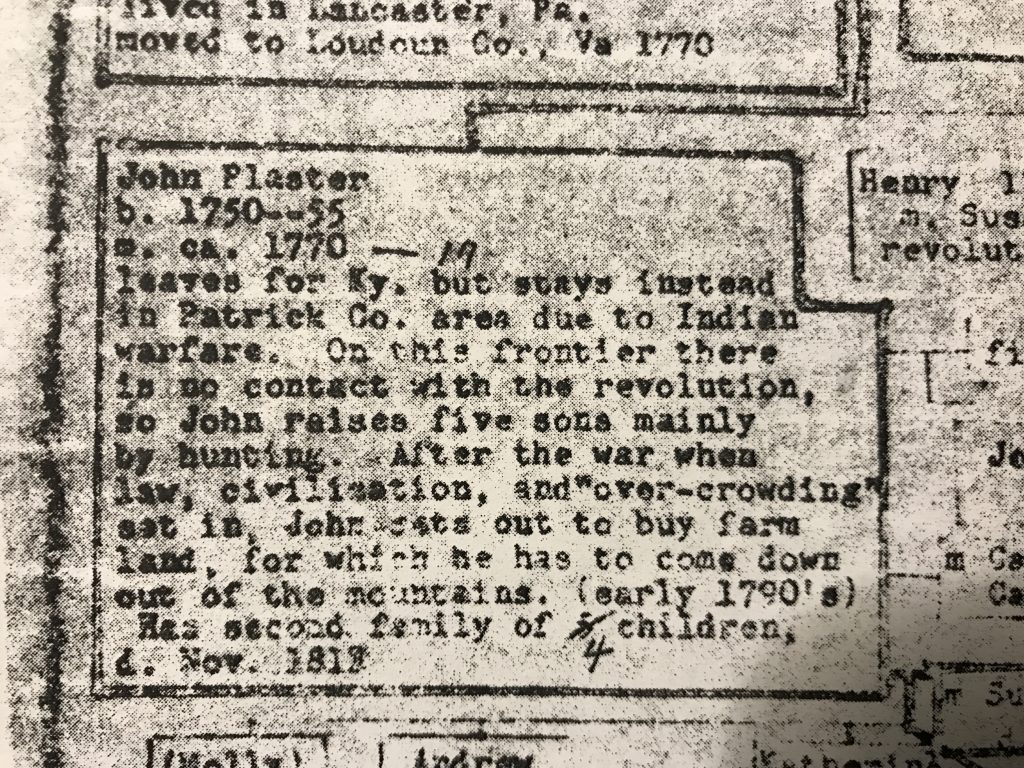 lived in Lancaster, Pa.
moved to Loudoun Co., Va 1770
John Plaster
b. 1750--55
m. ca. 1770 — 19
leaves for Ky. but stays instead
in Patrick Co. area due to Indian
warfare. On this frontier there
is no contact with the revolution,
so John raises five sons mainly
by hunting. After the war when
law, civilization, and "over-crowding"
set in, John sets out to buy farm
land, for which he has to come down
out of the mountains. (early 1790's)
Has second family of children,
4
d. Nov.
Henry
m. Sus
revolut
fi
Jo
m Ca
Ca
m Su
(Molly)
Andrew